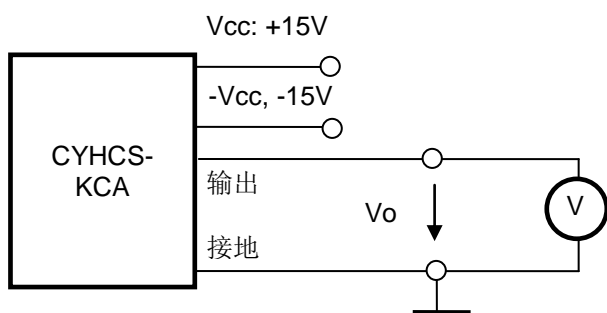 Vcc: +15V
-Vcc, -15V
CYHCS-
KCA
输出
Vo
V
接地